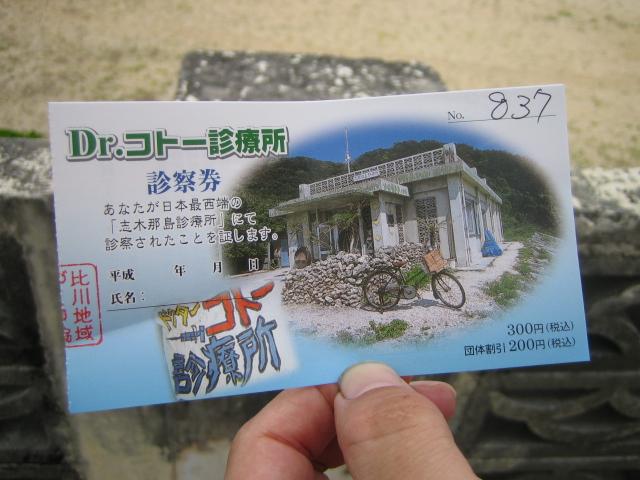 No. 837
Dr.コトー診療所
診察券
あなたが日本最西端の
「志木那島診療所」にて
診察されたことを証します。
平成 年 月 日
氏名：
比川地域
Dr.コトー
診療所
300円(税込)
団体割引 200円(税込)